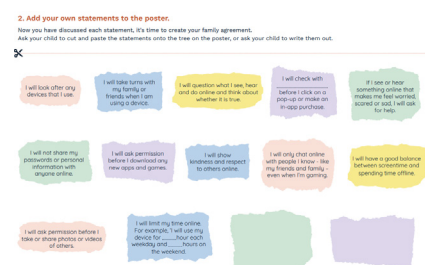 2. Add your own statements to the poster.
Now you have discussed each statement, it's time to create your family agreement.
Ask your child to cut and paste the statements onto the tree on the poster, or ask your child to write them out.
I will look after any
devices that I use.
I will take turns with
my family or
friends when I am
using a device.
I will question what I see, hear
and do online and think about
whether it is true.
I will check with
____________
before I click on a
pop-up or make an
in-app purchase.
If I see or hear
something online that
makes me feel worried,
scared or sad, I will ask
for help.
I will not share my
passwords or personal
information with
anyone online.
I will ask permission
before I download any
new apps and games.
I will show
kindness and respect
to others online.
I will only chat online
with people I know - like
my friends and family -
even when I'm gaming.
I will have a good balance
between screentime and
spending time offline.
I will ask permission before I
take or share photos or videos
of others.
I will limit my time online.
For example, 'I will use my
device for ____hour each
weekday and ____hours on
the weekend.